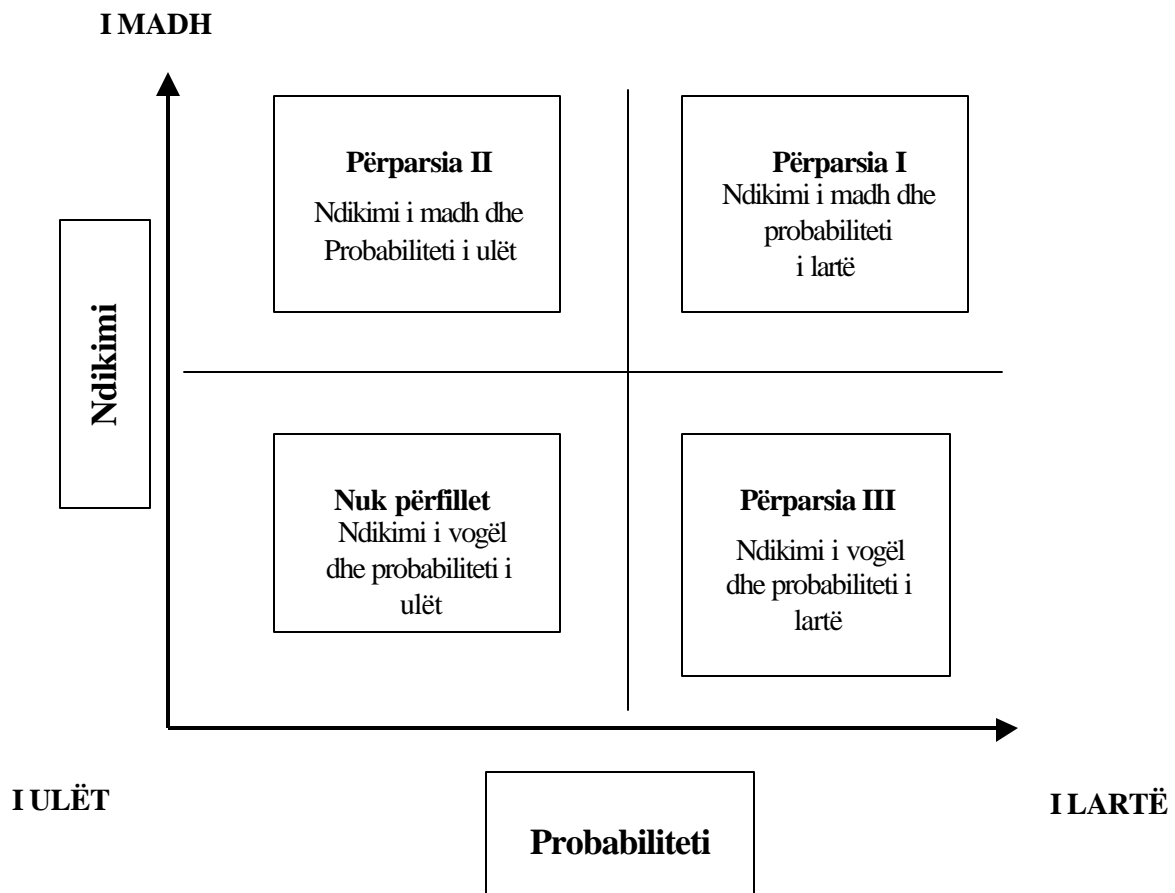 I MADH
Përparsia II
Ndikimi i madh dhe
Probabiliteti i ulët
Përparsia I
Ndikimi i madh dhe
probabiliteti
i lartë
Ndikimi
Nuk përfillet
Ndikimi i vogël
dhe probabiliteti i
ulët
Përparsia III
Ndikimi i vogël
dhe probabiliteti i
lartë
I ULËT
Probabiliteti
I LARTË